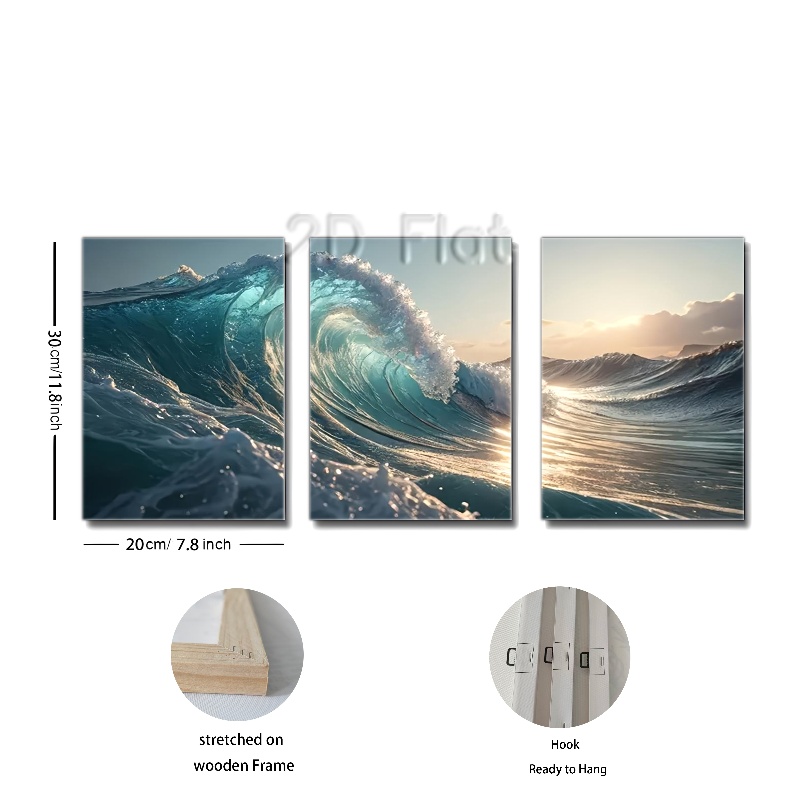 2D Flat
30cm/11.8inch
20cm/ 7.8 inch
stretched on
wooden Frame
Hook
Ready to Hang